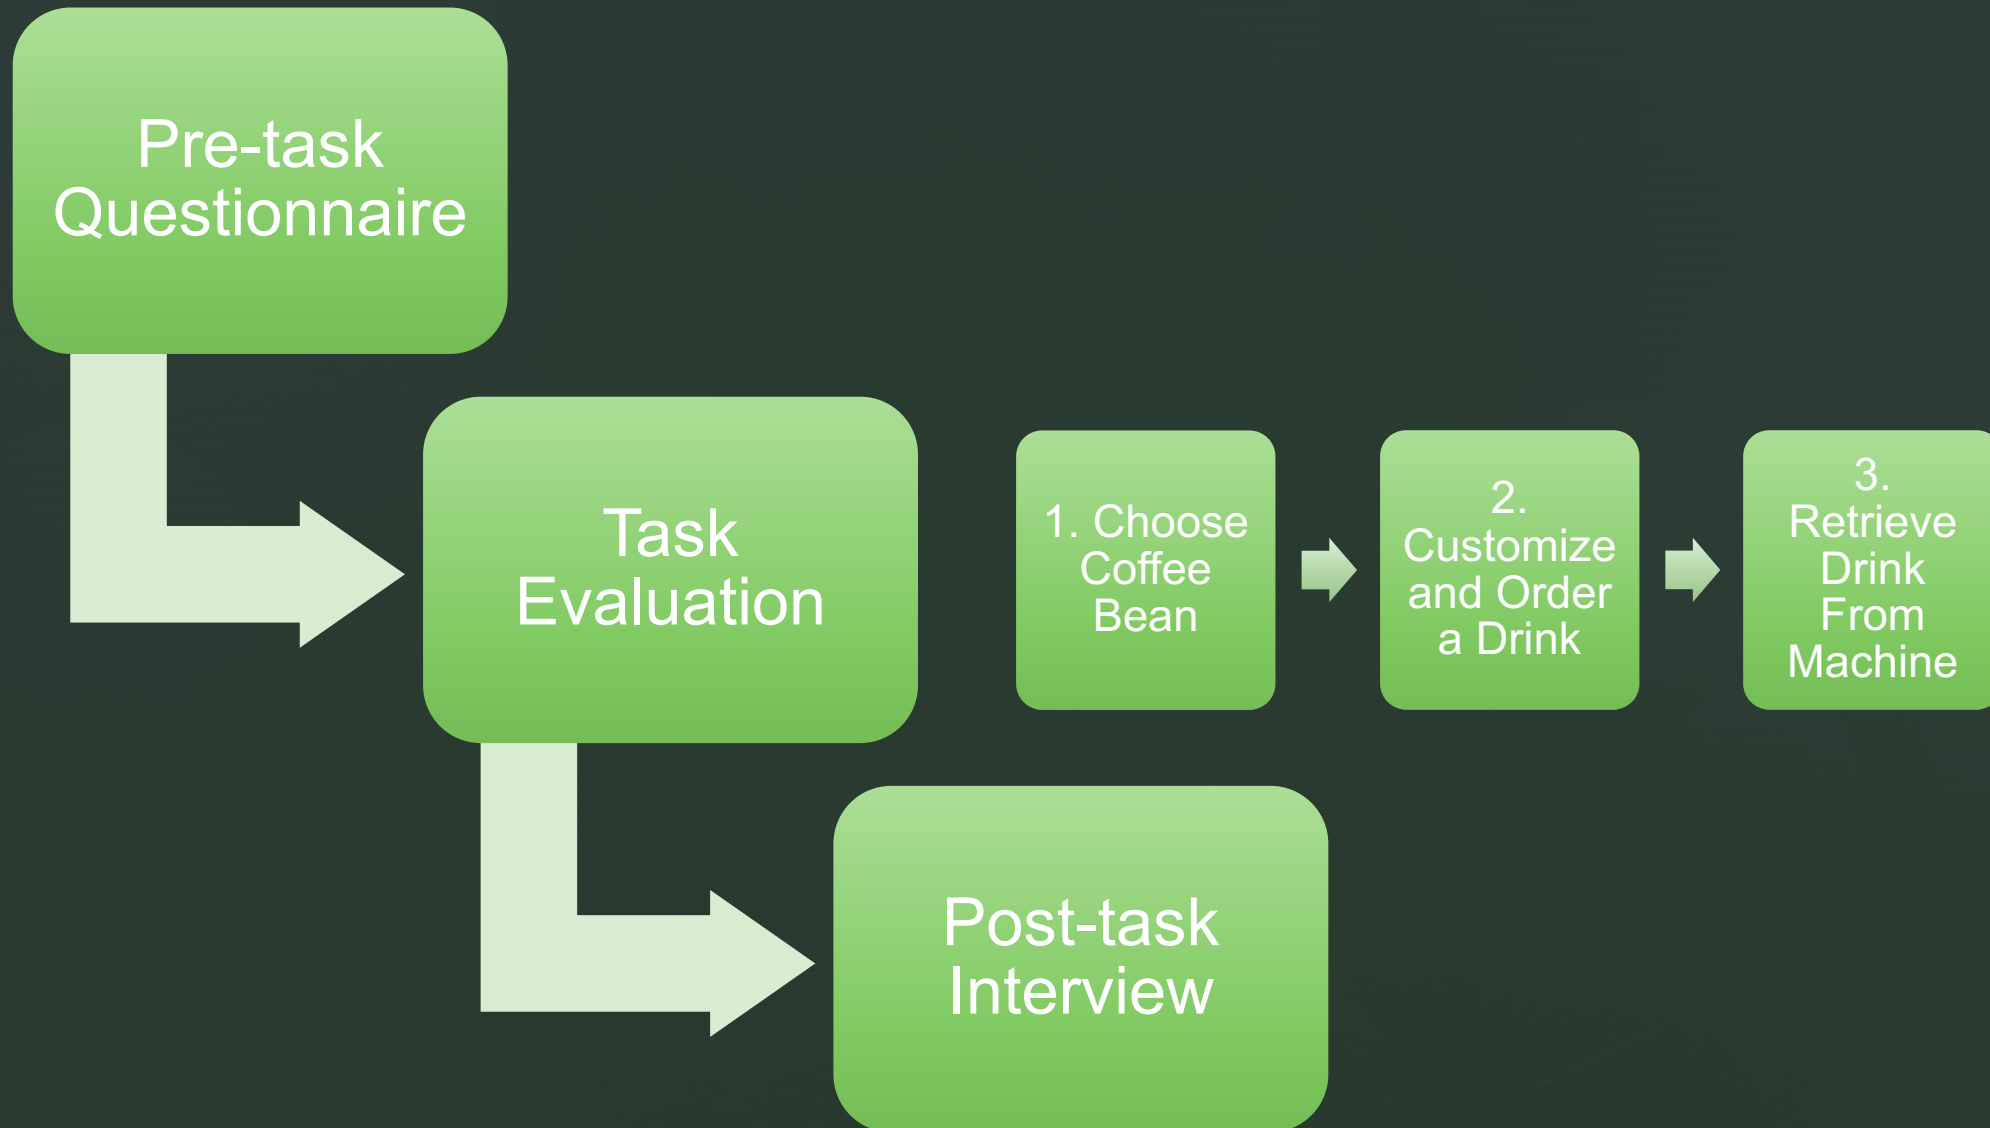 Pre-task
Questionnaire
Task
Evaluation
1. Choose
Coffee
Bean
2.
Customize
and Order
a Drink
3.
Retrieve
Drink
From
Machine
Post-task
Interview